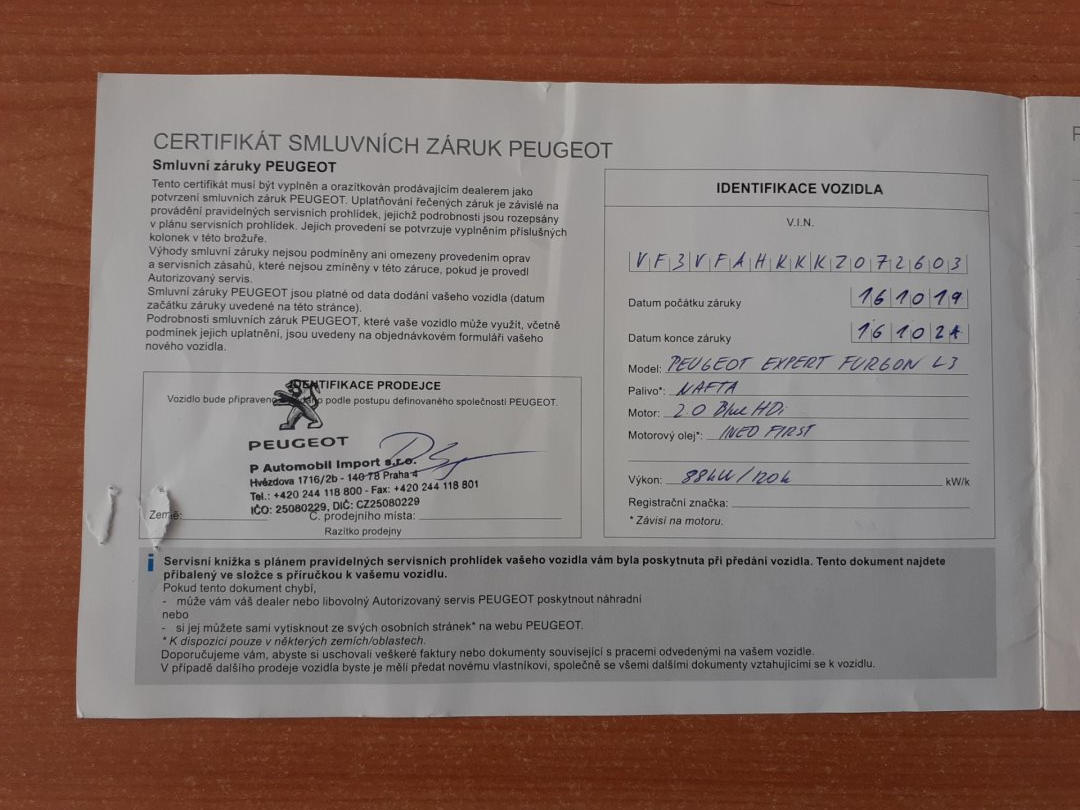 CERTIFIKÁT SMLUVNÍCH ZÁRUK PEUGEOT
Smluvní záruky PEUGEOT
Tento certifikát musí být vyplněn a orazítkován prodávajícím dealerem jako
potvrzení smluvních záruk PEUGEOT. Uplatňování řečených záruk je závislé na
provádění pravidelných servisních prohlídek, jejichž podrobnosti jsou rozepsány
v plánu servisních prohlídek. Jejich provedení se potvrzuje vyplněním příslušných
kolonek v této brožuře.
Výhody smluvní záruky nejsou podmíněny ani omezeny provedením oprav
a servisních zásahů, které nejsou zmíněny v této záruce, pokud je provedl
Autorizovaný servis.
Smluvní záruky PEUGEOT jsou platné od data dodání vašeho vozidla (datum
začátku záruky uvedené na této stránce).
Podrobnosti smluvních záruk PEUGEOT, které vaše vozidlo může využít, včetně
podmínek jejich uplatnění, jsou uvedeny na objednávkovém formuláři vašeho
nového vozidla.
IDENTIFIKACE PRODEJCE
Vozidlo bude připraveno podle postupu definovaného společností PEUGEOT.
PEUGEOT
P Automobil Import s.r.o.
Hvězdova 1716/2b - 140 78 Praha 4
Tel.: +420 244 118 800 - Fax: +420 244 118 801
IČO: 25080229, DIČ: CZ25080229
Země: Č. prodejního místa:
Razítko prodejny
IDENTIFIKACE VOZIDLA
V.I.N.
VF3VFAHKKKZ072603
Datum počátku záruky 161019
Datum konce záruky 16102
Model: PEUGEOT EXPERT FURGON L3
Palivo*: NAFTA
Motor: 2.0 BlueHDi
Motorový olej*: INEO FIRST
Výkon: 88kW/120k kW/k
Registrační značka:
* Závisí na motoru.
i Servisní knížka s plánem pravidelných servisních prohlídek vašeho vozidla vám byla poskytnuta při předání vozidla. Tento dokument najdete
přibalený ve složce s příručkou k vašemu vozidlu.
Pokud tento dokument chybí,
- může vám váš dealer nebo libovolný Autorizovaný servis PEUGEOT poskytnout náhradní
nebo
- si jej můžete sami vytisknout ze svých osobních stránek* na webu PEUGEOT.
* K dispozici pouze v některých zemích/oblastech.
Doporučujeme vám, abyste si uschovali veškeré faktury nebo dokumenty související s pracemi odvedenými na vašem vozidle.
V případě dalšího prodeje vozidla byste je měli předat novému vlastníkovi, společně se všemi dalšími dokumenty vztahujícími se k vozidlu.